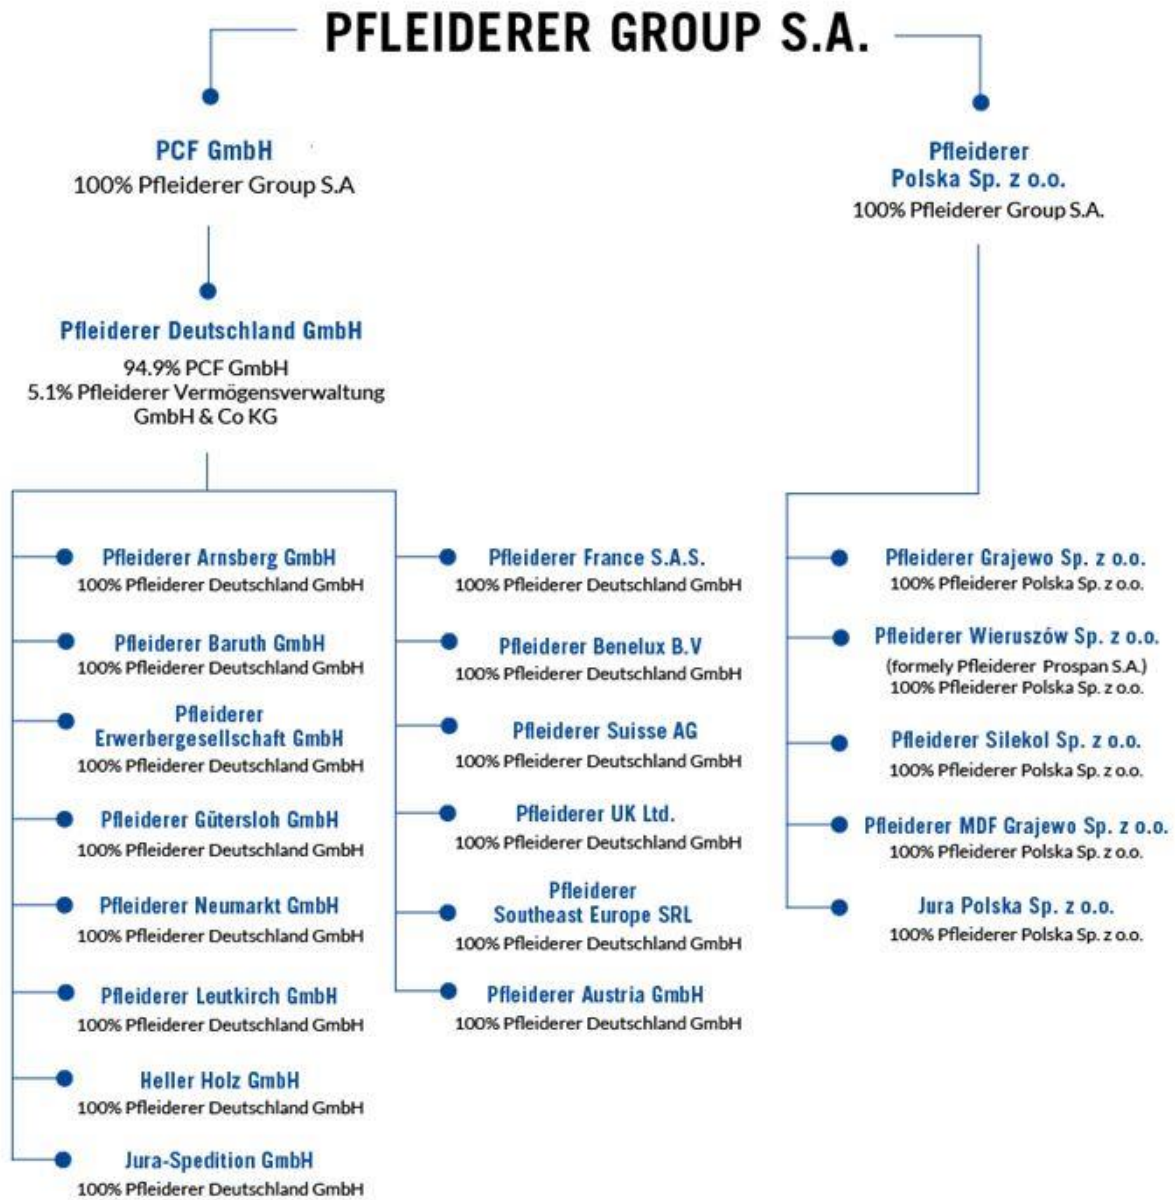 PFLEIDERER GROUP S.A.
PCF GmbH
100% Pfleiderer Group S.A
Pfleiderer Deutschland GmbH
94.9% PCF GmbH
5.1% Pfleiderer Vermögensverwaltung
GmbH & Co KG
Pfleiderer Arnsberg GmbH
100% Pfleiderer Deutschland GmbH
Pfleiderer Baruth GmbH
100% Pfleiderer Deutschland GmbH
Pfleiderer
Erwerbergesellschaft GmbH
100% Pfleiderer Deutschland GmbH
Pfleiderer Gütersloh GmbH
100% Pfleiderer Deutschland GmbH
Pfleiderer Neumarkt GmbH
100% Pfleiderer Deutschland GmbH
Pfleiderer Leutkirch GmbH
100% Pfleiderer Deutschland GmbH
Heller Holz GmbH
100% Pfleiderer Deutschland GmbH
Jura-Spedition GmbH
100% Pfleiderer Deutschland GmbH
Pfleiderer France S.A.S.
100% Pfleiderer Deutschland GmbH
Pfleiderer Benelux B.V
100% Pfleiderer Deutschland GmbH
Pfleiderer Suisse AG
100% Pfleiderer Deutschland GmbH
Pfleiderer UK Ltd.
100% Pfleiderer Deutschland GmbH
Pfleiderer
Southeast Europe SRL
100% Pfleiderer Deutschland GmbH
Pfleiderer Austria GmbH
100% Pfleiderer Deutschland GmbH
Pfleiderer
Polska Sp. z o.o.
100% Pfleiderer Group S.A.
Pfleiderer Grajewo Sp. z o.o.
100% Pfleiderer Polska Sp. z o.o.
Pfleiderer Wieruszów Sp. z o.o.
(formely Pfleiderer Prospan S.A.)
100% Pfleiderer Polska Sp. z o.o.
Pfleiderer Silekol Sp. z o.o.
100% Pfleiderer Polska Sp. z o.o.
Pfleiderer MDF Grajewo Sp. z o.o.
100% Pfleiderer Polska Sp. z o.o.
Jura Polska Sp. z o.o.
100% Pfleiderer Polska Sp. z o.o.